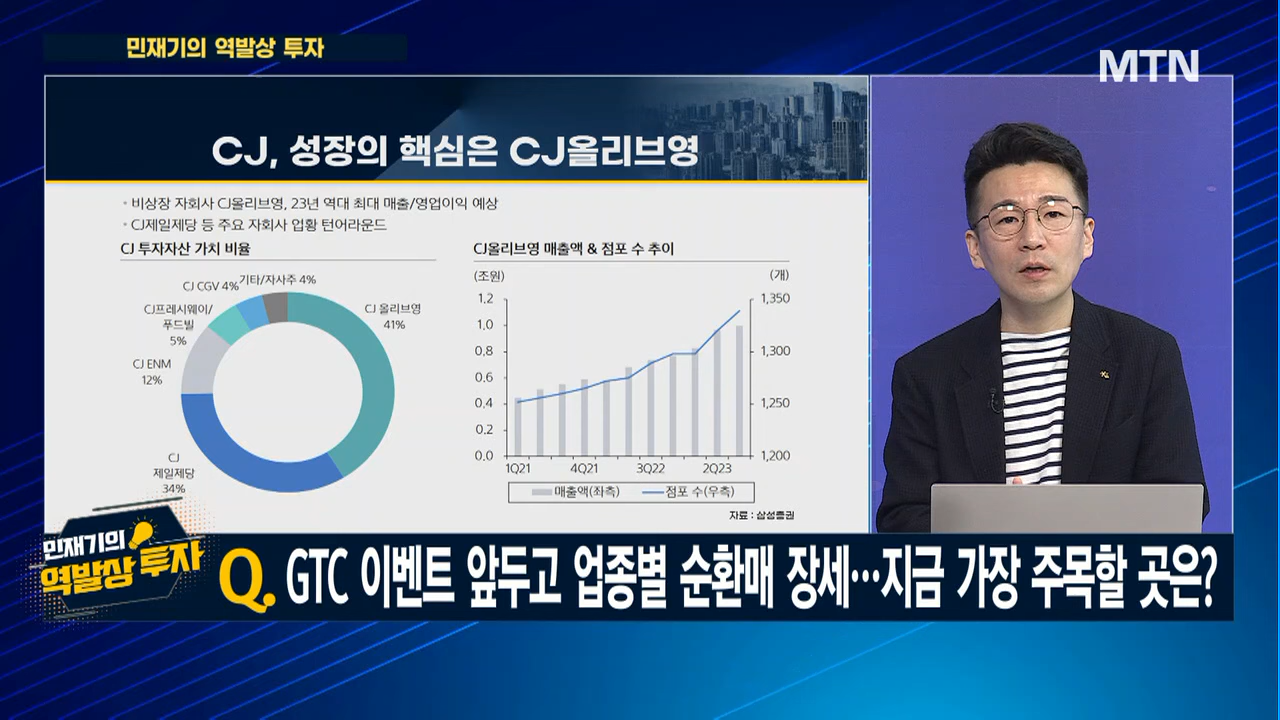 민재기의 역발상 투자
MTN
CJ, 성장의 핵심은 CJ올리브영
• 비상장 자회사 CJ올리브영, 23년 역대 최대 매출/영업이익 예상
• CJ제일제당 등 주요 자회사 업황 턴어라운드
CJ 투자자산 가치 비율
CJ CGV 4%
기타/자사주 4%
CJ프레시웨이/
푸드빌
5%
CJ 올리브영
41%
CJ ENM
12%
CJ
제일제당
34%
CJ올리브영 매출액 & 점포 수 추이
(조원)
(개)
1.2
1.0
0.8
0.6
0.4
0.2
0.0
1,350
1,300
1,250
1,200
1Q21
4Q21
3Q22
2Q23
매출액(좌측)
점포 수(우측)
자료 : 삼성증권
민재기의
역발상 투자
Q. GTC 이벤트 앞두고 업종별 순환매 장세…지금 가장 주목할 곳은?